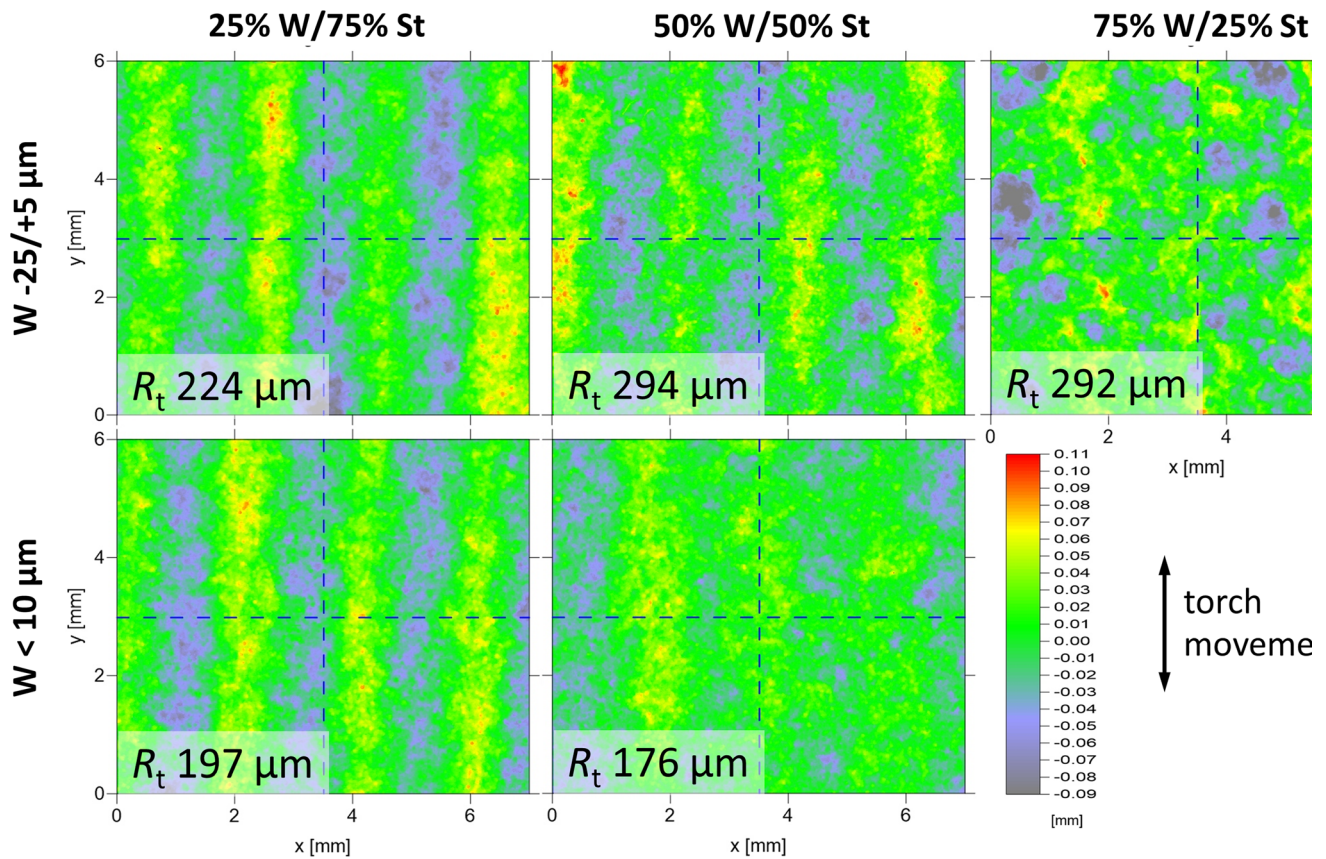 25% W/75% St
50% W/50% St
75% W/25% St
W -25/+5 µm
y [mm]
6
4
2
0
Rt 224 µm
Rt 294 µm
Rt 292 µm
0
2
4
x [mm]
W < 10 µm
y [mm]
6
4
2
0
Rt 197 µm
Rt 176 µm
0
2
4
6
x [mm]
0
2
4
6
0.11
0.10
0.09
0.08
0.07
0.06
0.05
0.04
0.03
0.02
0.01
0.00
-0.01
-0.02
-0.03
-0.04
-0.05
-0.06
-0.07
-0.08
-0.09
[mm]
torch
moveme